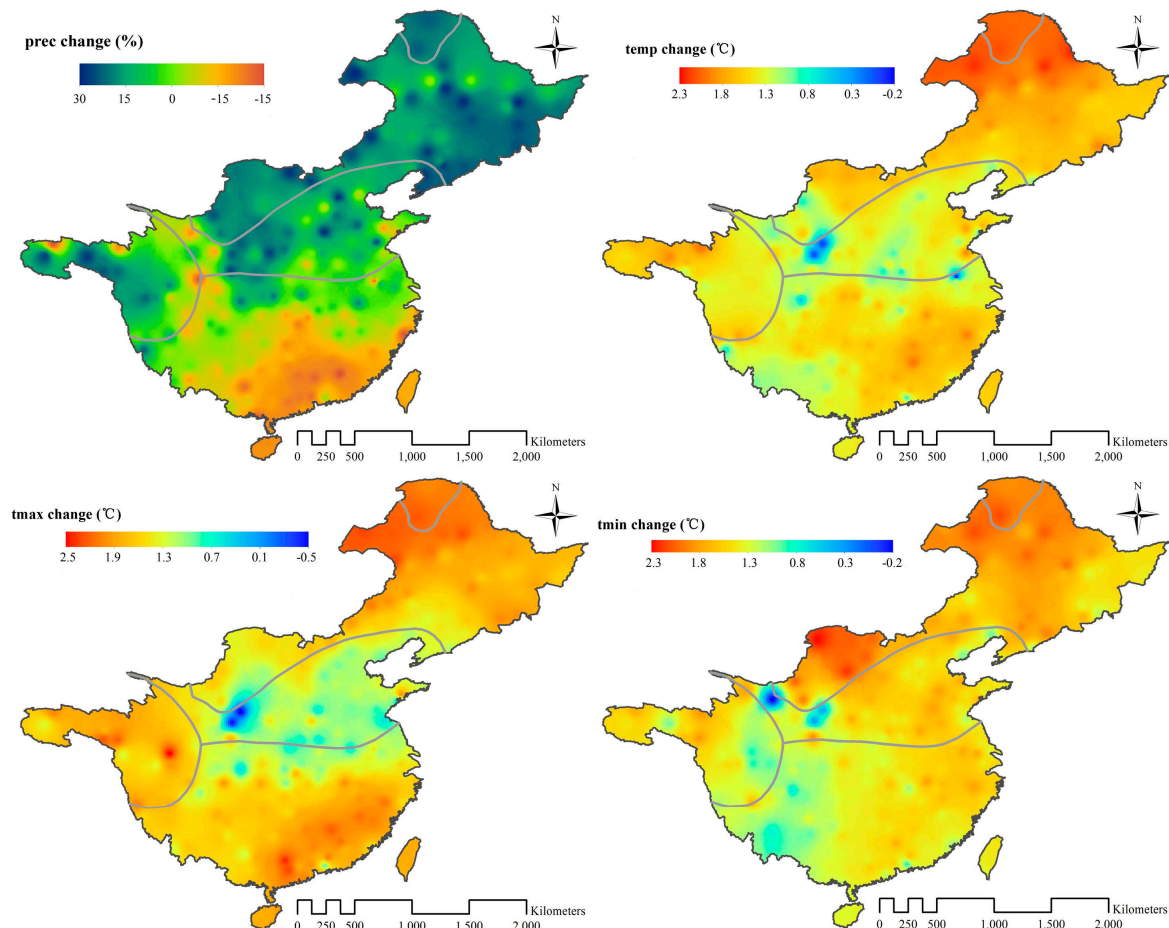 prec change (%)
30 15 0 -15
N
0 250 500 1,000 1,500 2,000 Kilometers
temp change (℃)
2.3 1.8 1.3 0.8 0.3 -0.2
N
0 250 500 1,000 1,500 2,000 Kilometers
tmax change (℃)
2.5 1.9 1.3 0.7 0.1 -0.5
N
0 250 500 1,000 1,500 2,000 Kilometers
tmin change (℃)
2.3 1.8 1.3 0.8 0.3 -0.2
N
0 250 500 1,000 1,500 2,000 Kilometers